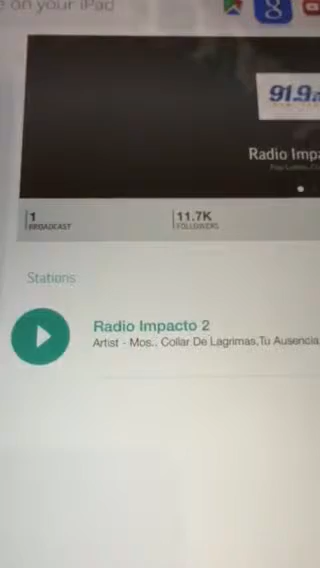 on your iPad
91.9
Radio Impa
1
BROADCAST
11.7K
FOLLOWERS
Stations
Radio Impacto 2
Artist - Mos., Collar De Lagrimas,Tu Ausencia